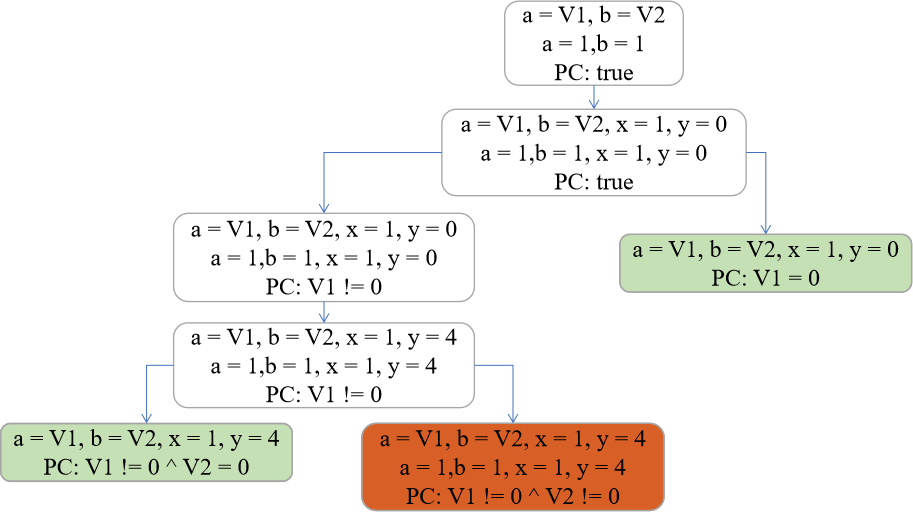 a = V1, b = V2
a = 1,b = 1
PC: true
a = V1, b = V2, x = 1, y = 0
a = 1,b = 1, x = 1, y = 0
PC: true
a = V1, b = V2, x = 1, y = 0
a = 1,b = 1, x = 1, y = 0
PC: V1 != 0
a = V1, b = V2, x = 1, y = 0
PC: V1 = 0
a = V1, b = V2, x = 1, y = 4
a = 1,b = 1, x = 1, y = 4
PC: V1 != 0
a = V1, b = V2, x = 1, y = 4
PC: V1 != 0 ^ V2 = 0
a = V1, b = V2, x = 1, y = 4
a = 1,b = 1, x = 1, y = 4
PC: V1 != 0 ^ V2 != 0